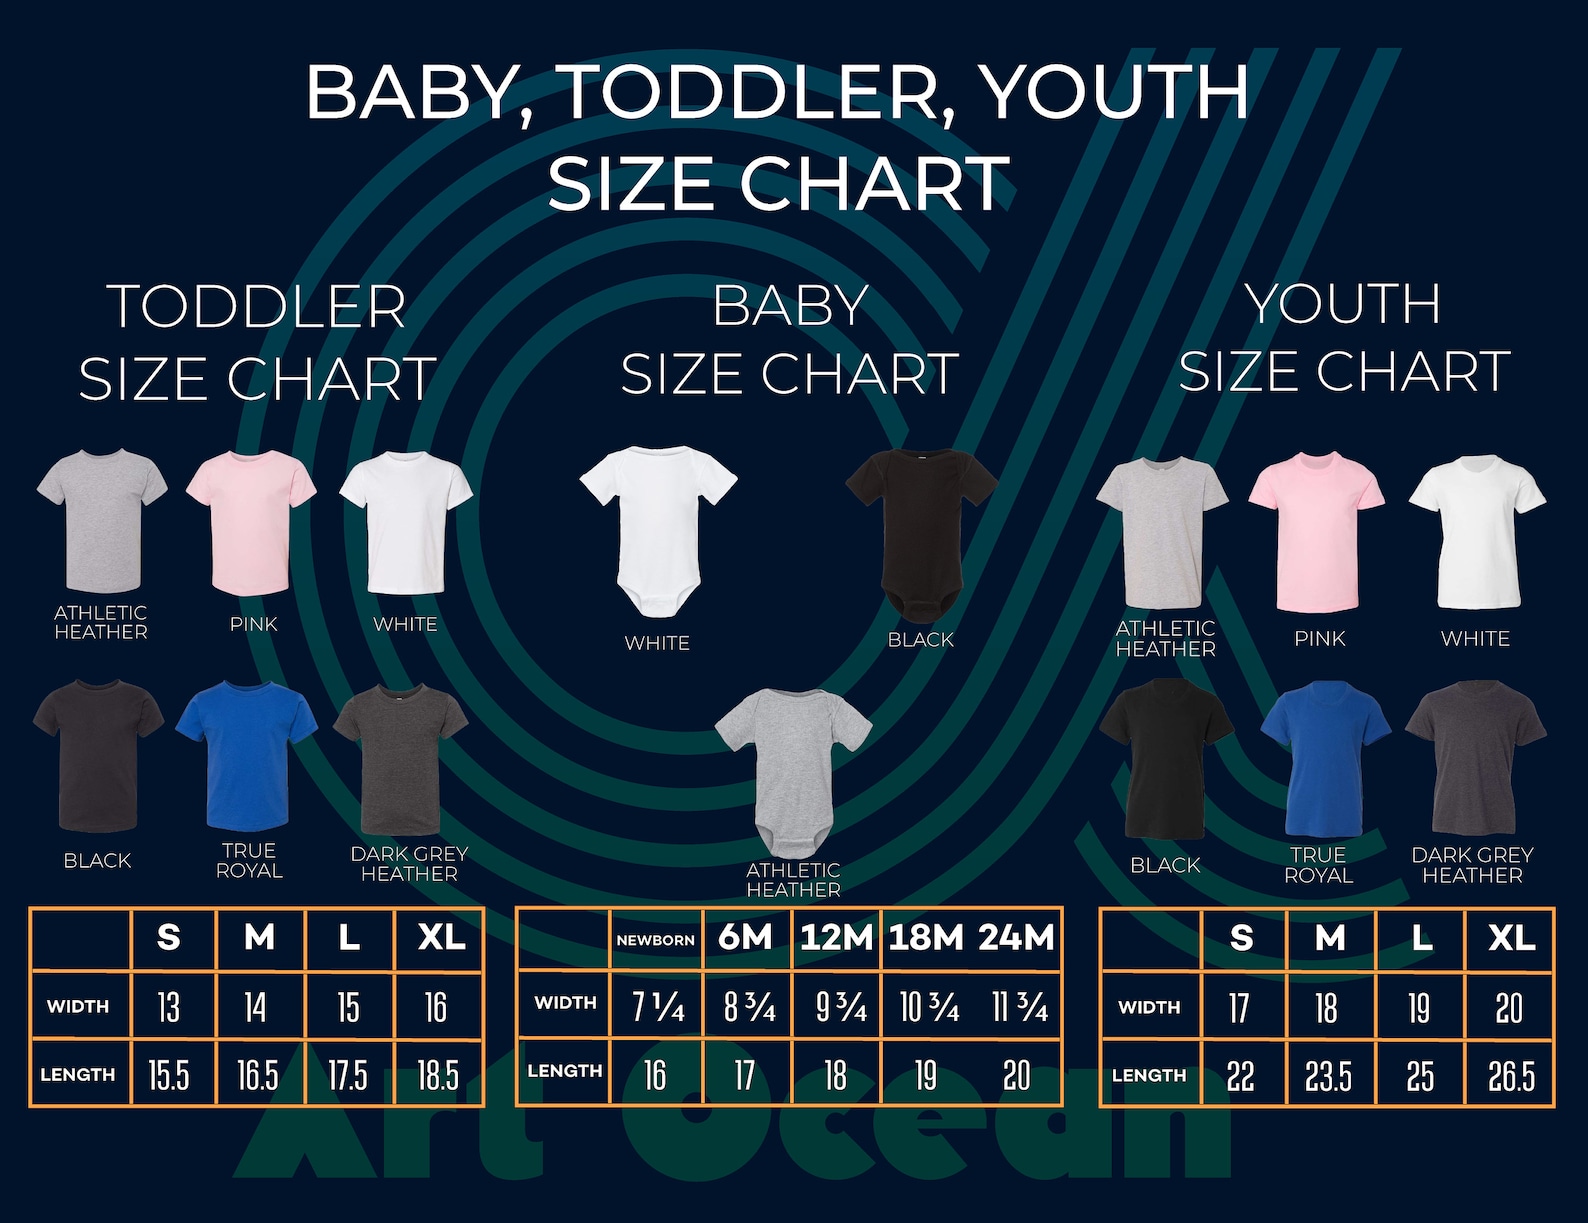 BABY, TODDLER, YOUTH
SIZE CHART
TODDLER
SIZE CHART
ATHLETIC
HEATHER
PINK
WHITE
BLACK
TRUE
ROYAL
DARK GREY
HEATHER
S M L XL
WIDTH 13 14 15 16
LENGTH 15.5 16.5 17.5 18.5
BABY
SIZE CHART
WHITE
BLACK
ATHLETIC
HEATHER
NEWBORN 6M 12M 18M 24M
WIDTH 7 ¼ 8 ¾ 9 ¾ 10 ¾ 11 ¾
LENGTH 16 17 18 19 20
YOUTH
SIZE CHART
ATHLETIC
HEATHER
PINK
WHITE
BLACK
TRUE
ROYAL
DARK GREY
HEATHER
S M L XL
WIDTH 17 18 19 20
LENGTH 22 23.5 25 26.5
Art Ocean